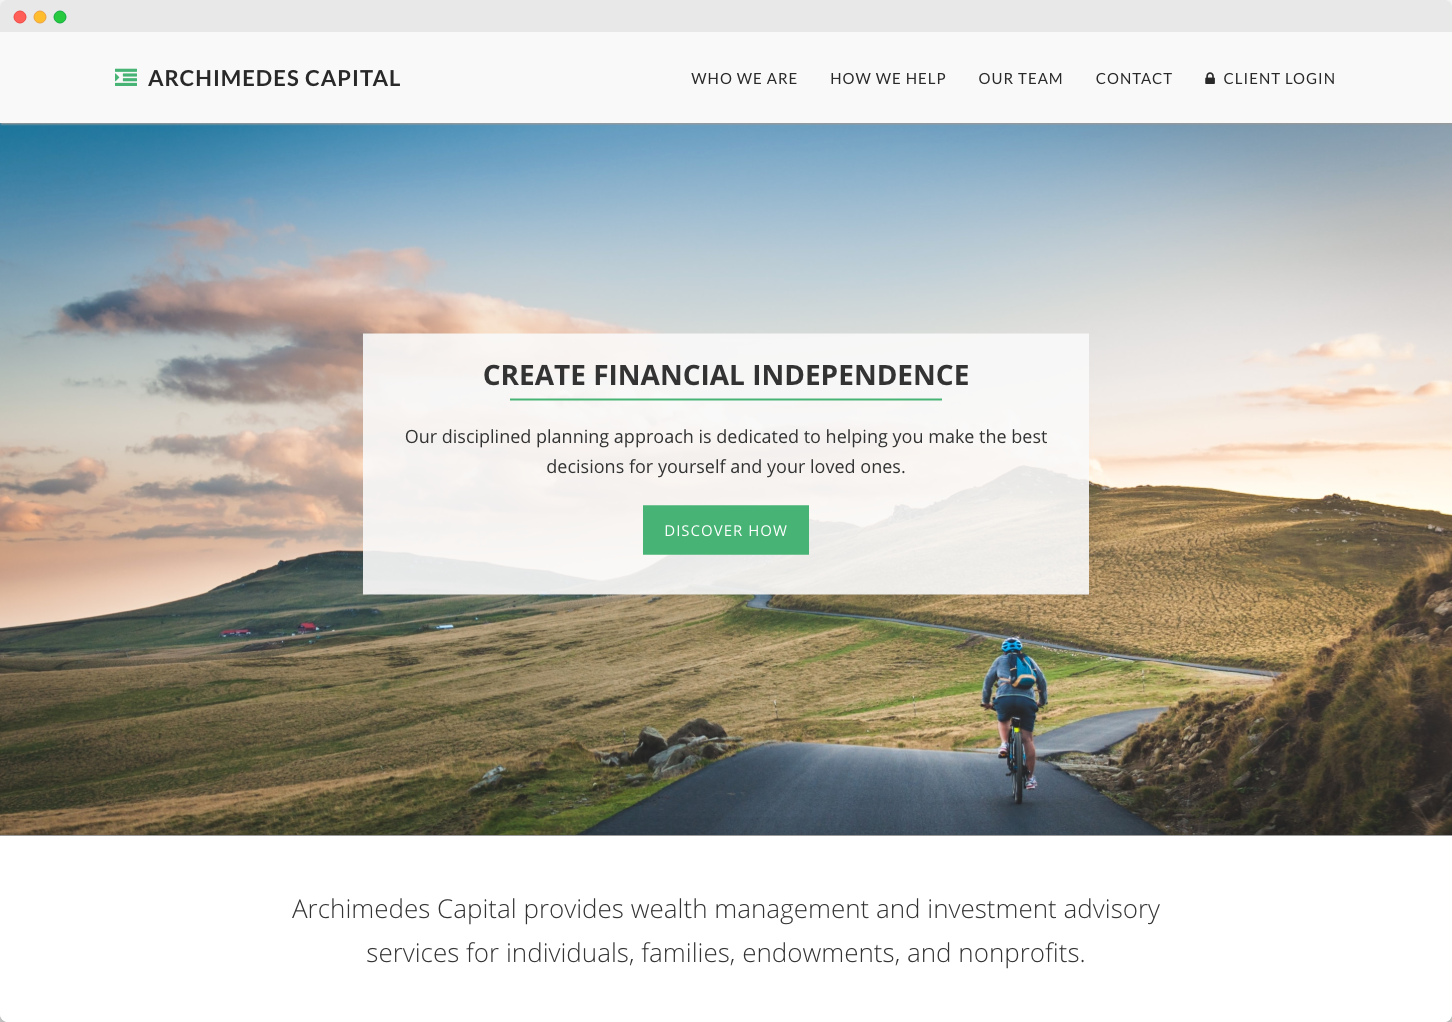 ARCHIMEDES CAPITAL
WHO WE ARE
HOW WE HELP
OUR TEAM
CONTACT
CLIENT LOGIN
CREATE FINANCIAL INDEPENDENCE
Our disciplined planning approach is dedicated to helping you make the best
decisions for yourself and your loved ones.
DISCOVER HOW
Archimedes Capital provides wealth management and investment advisory
services for individuals, families, endowments, and nonprofits.